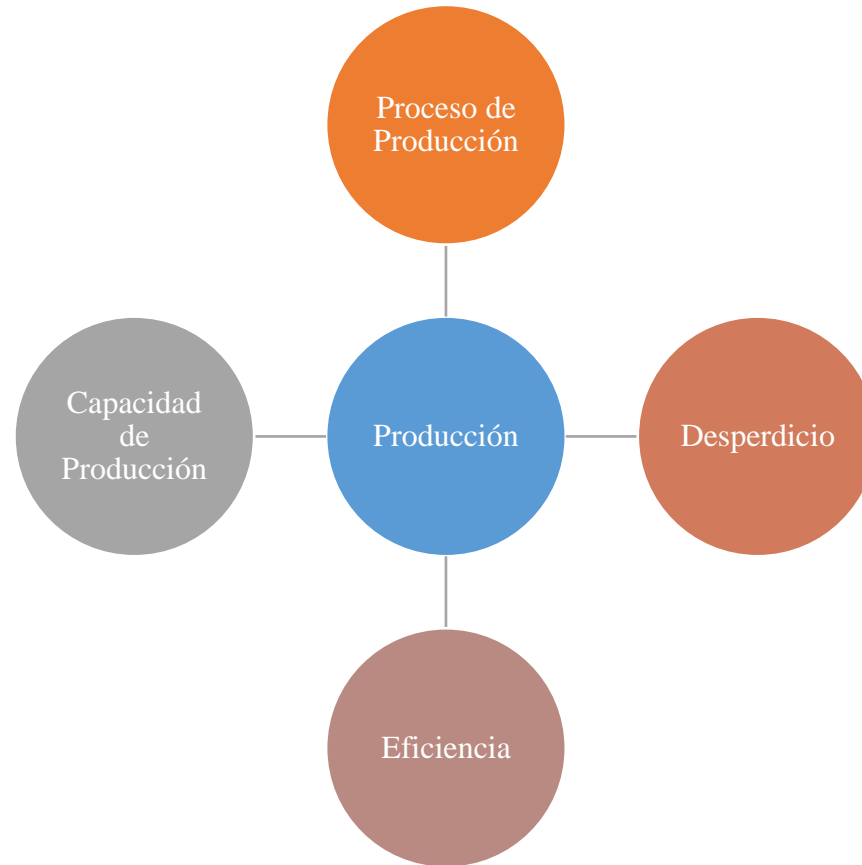 Proceso de
Producción
Capacidad
de
Producción
Producción
Desperdicio
Eficiencia